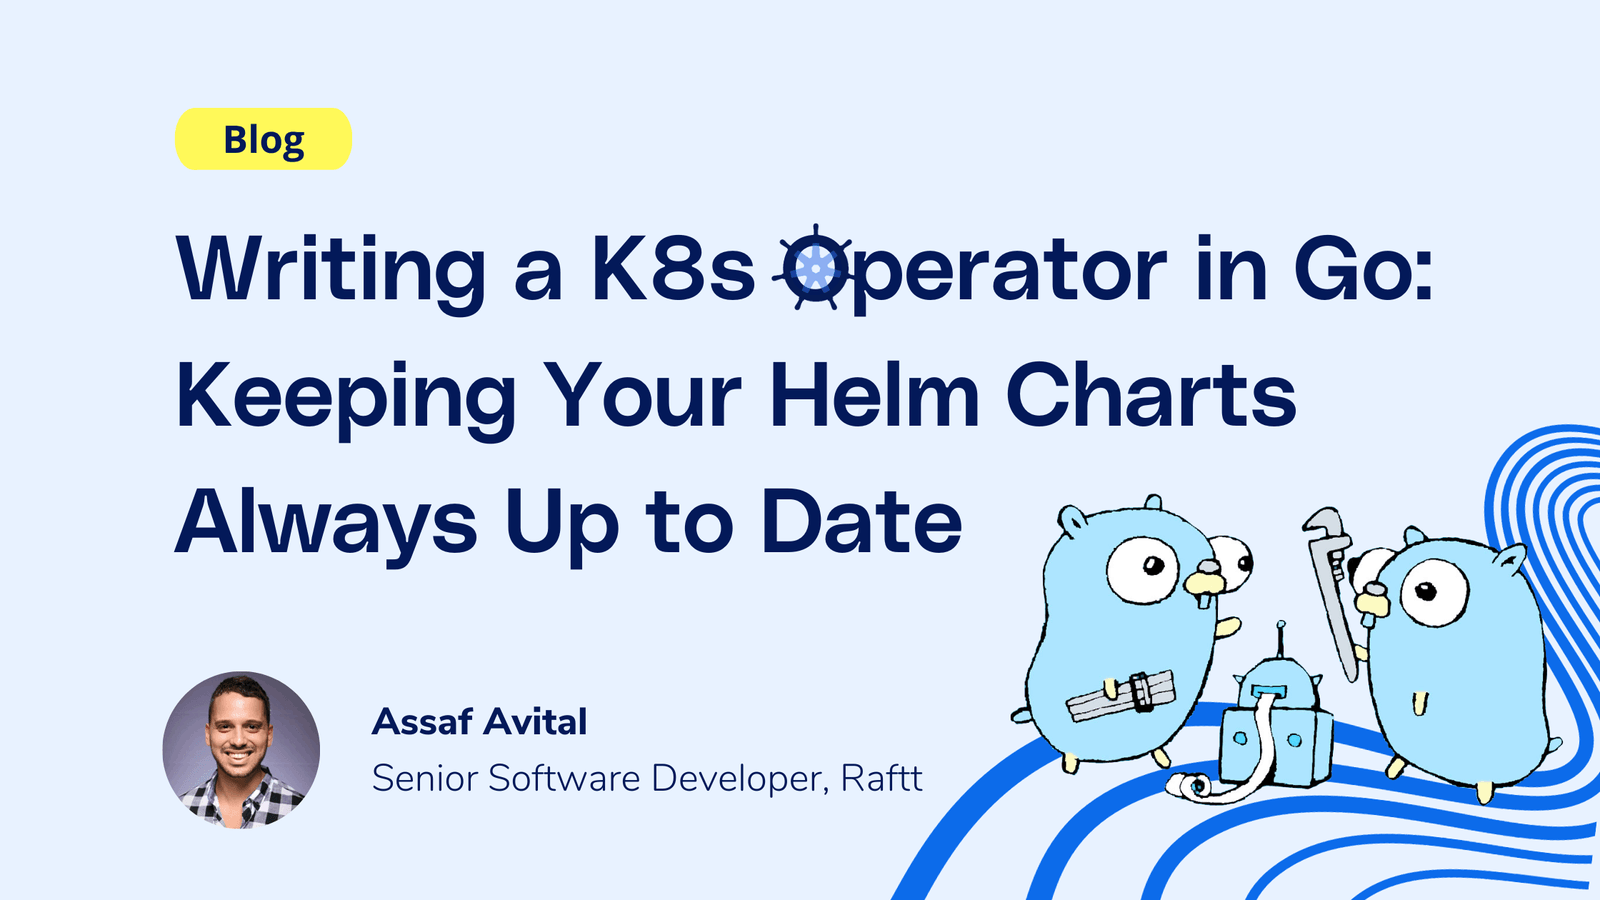 Blog
Writing a K8s Operator in Go:
Keeping Your Helm Charts
Always Up to Date
Assaf Avital
Senior Software Developer, Raftt